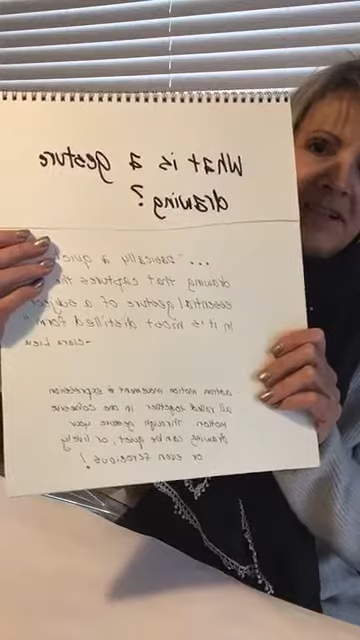 What is a gesture
drawing?
..."basically a quick
drawing that captures the
essential gesture of a subject
in it's most distilled form"
-Clara Lieu
action motion movement & expression
all rolled together in one cohesive
motion. Through gesture your
drawing can be quiet, or lively
or even ferocious!